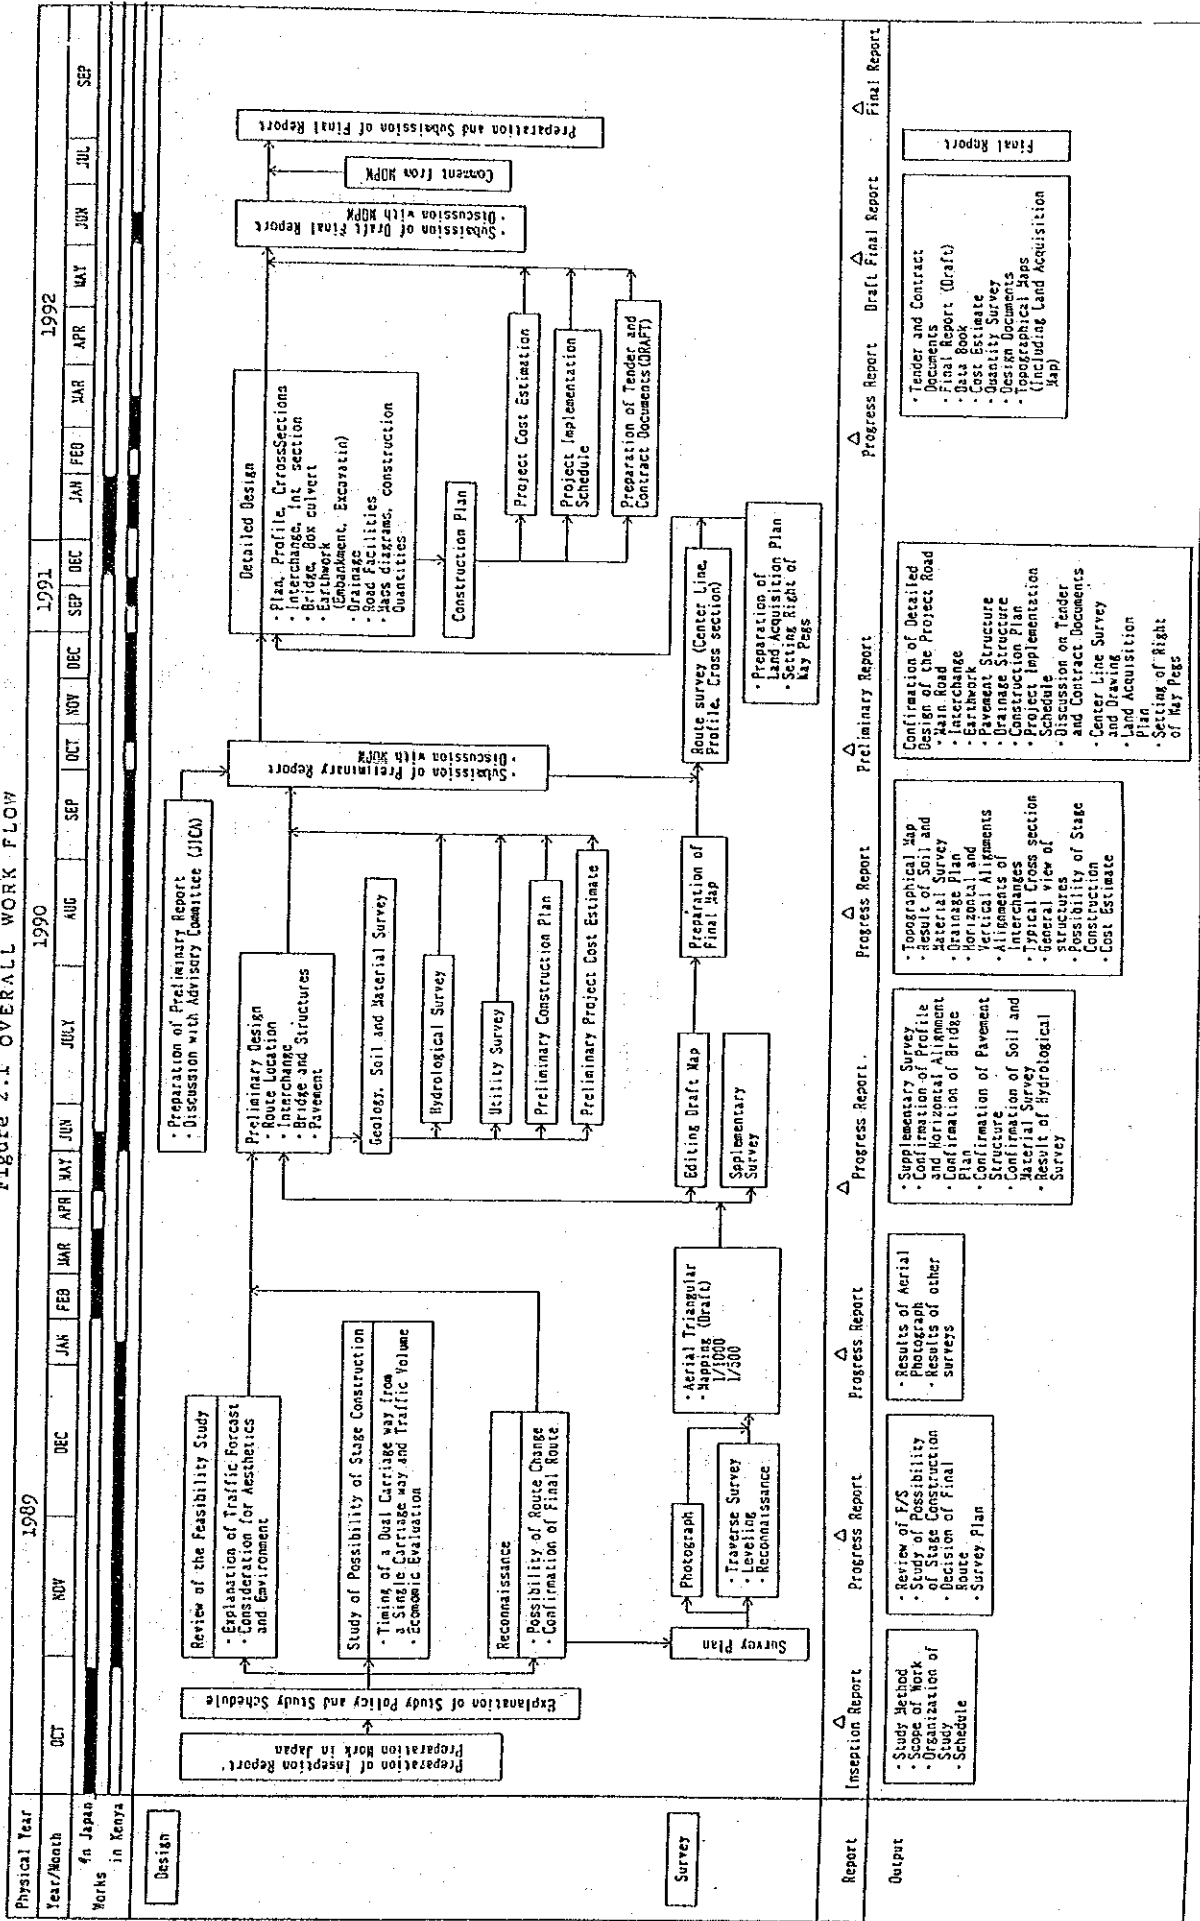 Figure 2.1 OVERALL WORK FLOW
Physical Year
1989
1990
1991
1992
Year/Month
OCT
NOV
DEC
JAN
FEB
MAR
APR
MAY
JUN
JULY
AUG
SEP
OCT
NOV
DEC
SEP
DEC
JAN
FEO
MAR
APR
MAY
JUN
JUL
SEP
Works
in Japan
in Kenya
Design
Preparation of Inseption Report
Preparation Work in Japan
Explanation of Study Policy and Study Schedule
Review of the Feasibility Study
· Explanation of Traffic Forcast
· Consideration for Aesthetics
and Environment
Study of Possibility of Stage Construction
· Timing of a Dual Carriage way from
a Single Carriage way and Traffic Volume
· Economic Evaluation
Reconnaissance
· Possibility of Route Change
· Confirmation of Final Route
· Preparation of Preliminary Report
· Discussion with Advisory Committee (JICA)
Preliminary Design
· Route Location
· Interchange
· Bridge and Structures
· Pavement
Geology, Soil and Material Survey
Hydrological Survey
Utility Survey
Preliminary Construction Plan
Preliminary Project Cost Estimate
· Submission of Preliminary Report
· Discussion with MOPW
Detailed Design
· Plan, Profile, CrrossSections
· Interchange, Int section
· Bridge, Box culvert
· Earthwork
(Embankment, Excavatin)
· Drainage
· Road Facilities
· Mass diagrams, construction
Quantities
Construction Plan
Project Cost Estimation
Project Implementation
Schedule
Preparation of Tender and
Contract Documents(DRAFT)
· Submission of Draft Final Report
· Discussion with MOPW
Comment from MOPW
Preparation and Submission of Final Report
Survey
Survey Plan
Photograph
· Traverse Survey
· Leveling
· Reconnaissance
· Aerial Triangular
· Mapping (Draft)
1/1000
1/500
Editing Draft Map
Spplementary
Survey
Preparation of
Final Map
Route survey (Center Line,
Profile, Cross section)
· Preparation of
Land Acquisition Plan
· Setting Right of
Way Pegs
Report
Inseption Report
Progress Report
Progress Report
Progress Report.
Progress Report
Preliminary Report
Progress Report
Draft Final Report
Final Report
Output
· Study Method
· Scope of Work
· Organization of
Study
· Schedule
· Review of F/S
· Study of Possibility
of Stage Construction
· Decision of Final
Route
· Survey Plan
· Results of Aerial
Photograph
· Results of other
surveys
· Supplementary Survey
· Confirmation of Profile
and Horizontal Alignment
· Confirmation of Bridge
Plan
· Confirmation of Pavement
Structure
· Confirmation of Soil and
Material Survey
· Result of Hydrological
Survey
· Topographical Map
· Result of Soil and
Material Survey
· Drainage Plan
· Horizontal and
Vertical Alignments
· Alignments of
Interchanges
· Typical Cross section
· General view of
structures
· Possibility of Stage
Construction
· Cost Estimate
· Confirmation of Detailed
Design of the Project Road
· Main Road
· Interchange
· Earthwork
· Pavement Structure
· Drainage Structure
· Construction Plan
· Project Implementation
Schedule
· Discussion on Tender
and Contract Documents
· Center Line Survey
and Drawing
· Land Acquisition
Plan
· Setting of Right
of Way Pegs
· Tender and Contract
Documents
· Final Report (Draft)
· Data Book
· Cost Estimate
· Quantity Survey
· Design Documents
· Topographical Maps
(Including Land Acquisition
Map)
Final Report